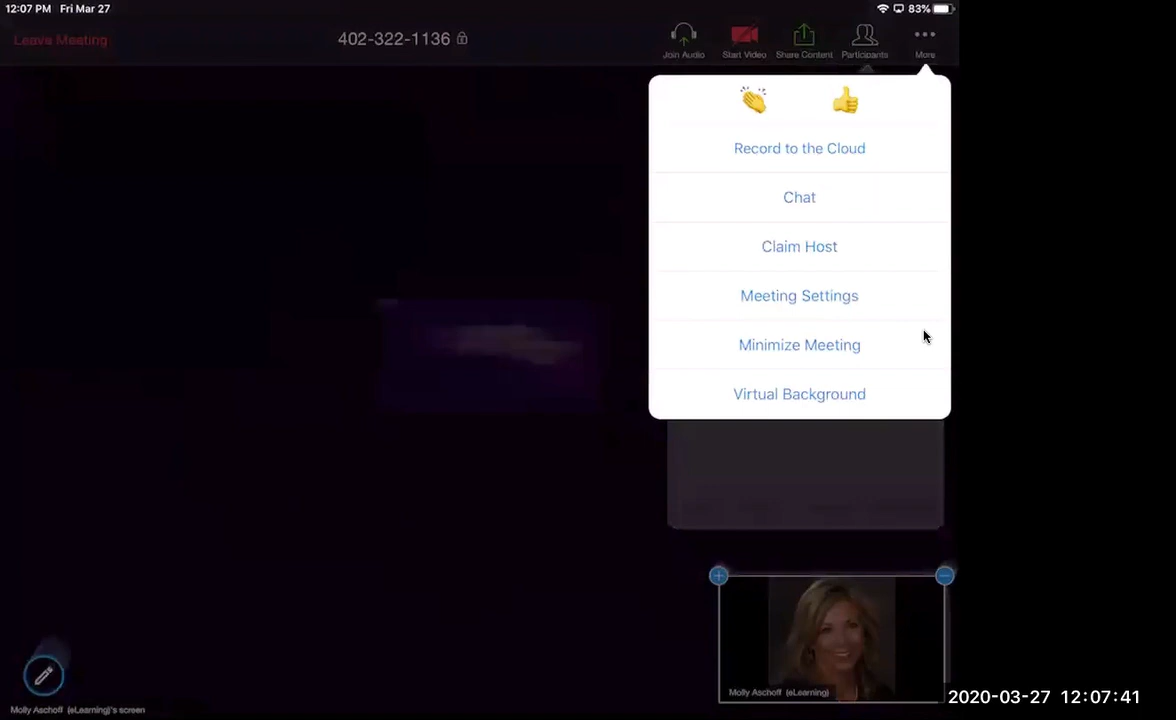 12:07 PM Fri Mar 27
83%
Leave Meeting
402-322-1136
Join Audio
Start Video
Share Content
Participants
More
Record to the Cloud
Chat
Claim Host
Meeting Settings
Minimize Meeting
Virtual Background
Molly Aschoff (eLearning)
Molly Aschoff (eLearning)'s screen
2020-03-27 12:07:41